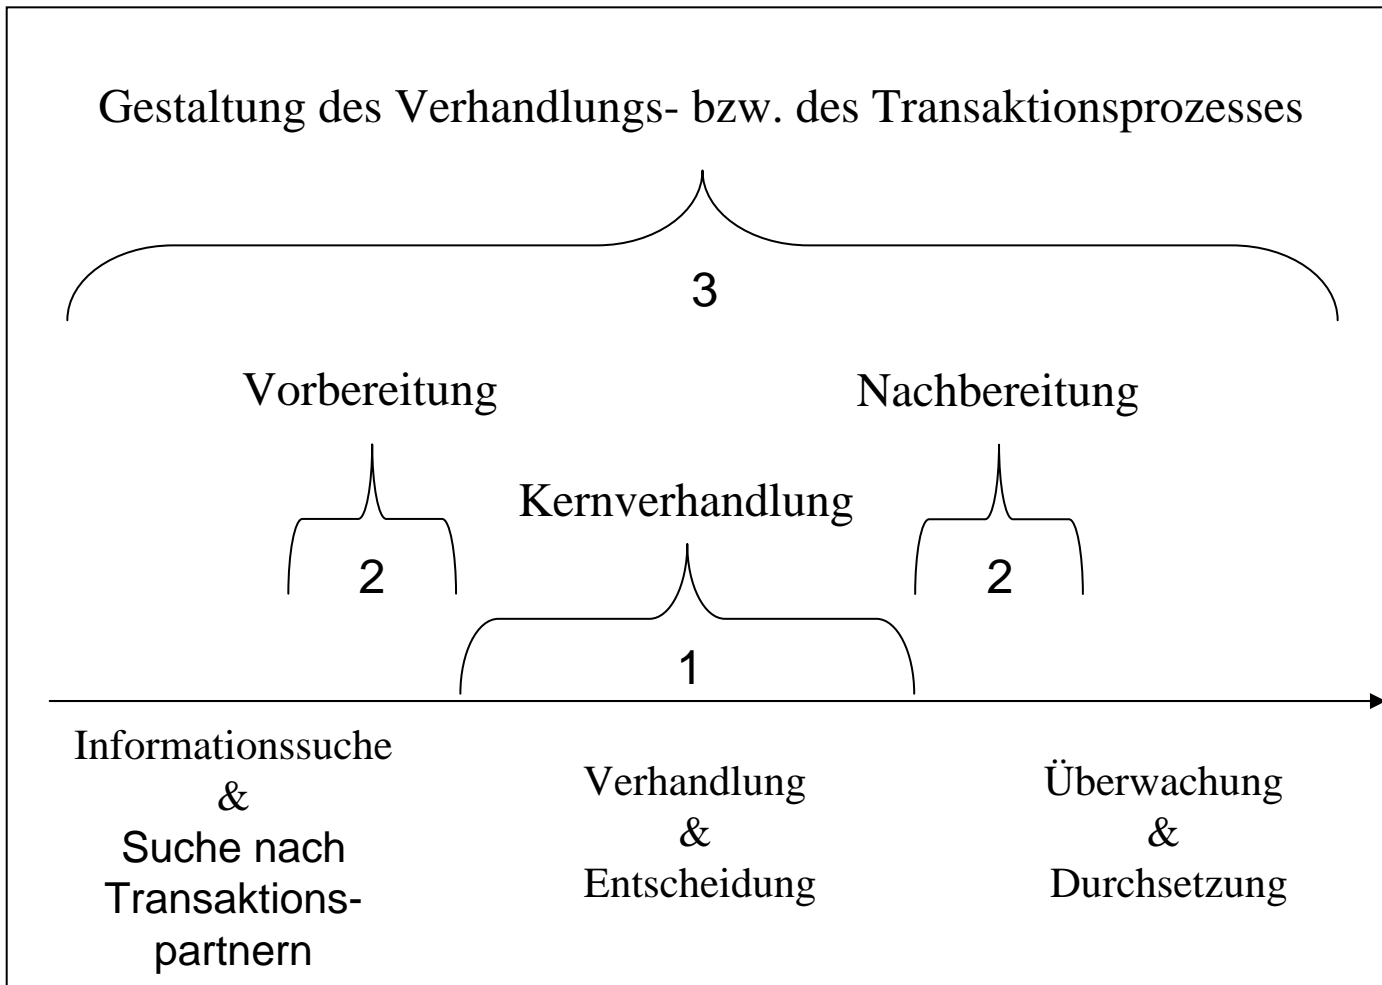 Gestaltung des Verhandlungs- bzw. des Transaktionsprozesses
3
Vorbereitung
Nachbereitung
Kernverhandlung
2
2
1
Informationssuche
&
Suche nach
Transaktions-
partnern
Verhandlung
&
Entscheidung
Überwachung
&
Durchsetzung